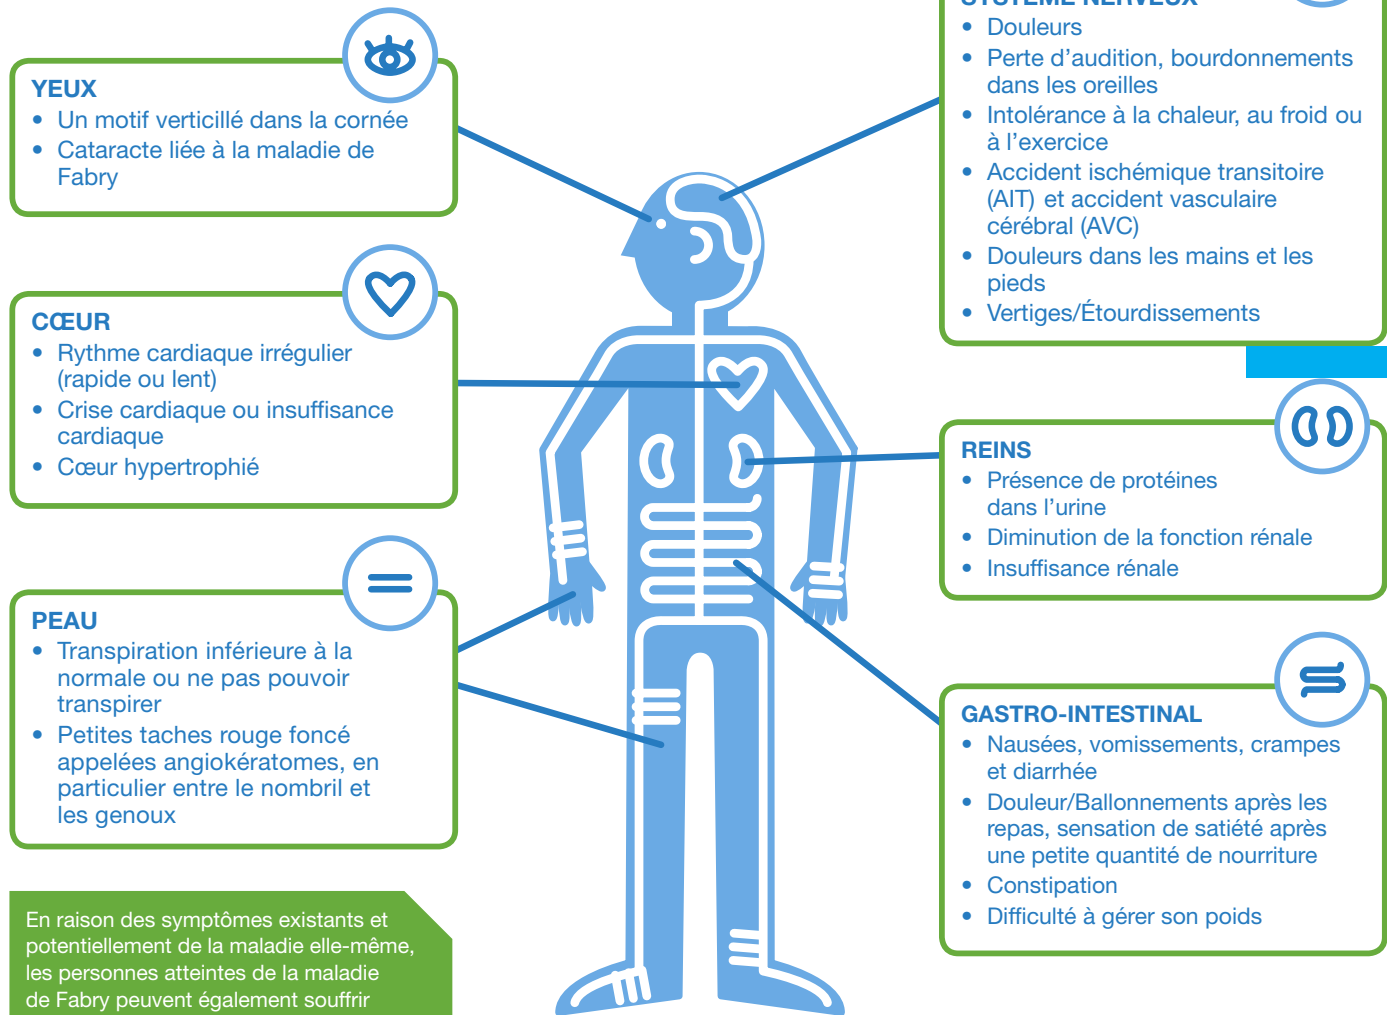 YEUX
• Un motif verticillé dans la cornée
• Cataracte liée à la maladie de
Fabry
CŒUR
• Rythme cardiaque irrégulier
(rapide ou lent)
• Crise cardiaque ou insuffisance
cardiaque
• Cœur hypertrophié
PEAU
• Transpiration inférieure à la
normale ou ne pas pouvoir
transpirer
• Petites taches rouge foncé
appelées angiokératomes, en
particulier entre le nombril et
les genoux
En raison des symptômes existants et
potentiellement de la maladie elle-même,
les personnes atteintes de la maladie
de Fabry peuvent également souffrir
SYSTÈME NERVEUX
• Douleurs
• Perte d’audition, bourdonnements
dans les oreilles
• Intolérance à la chaleur, au froid ou
à l’exercice
• Accident ischémique transitoire
(AIT) et accident vasculaire
cérébral (AVC)
• Douleurs dans les mains et les
pieds
• Vertiges/Étourdissements
REINS
• Présence de protéines
dans l’urine
• Diminution de la fonction rénale
• Insuffisance rénale
GASTRO-INTESTINAL
• Nausées, vomissements, crampes
et diarrhée
• Douleur/Ballonnements après les
repas, sensation de satiété après
une petite quantité de nourriture
• Constipation
• Difficulté à gérer son poids